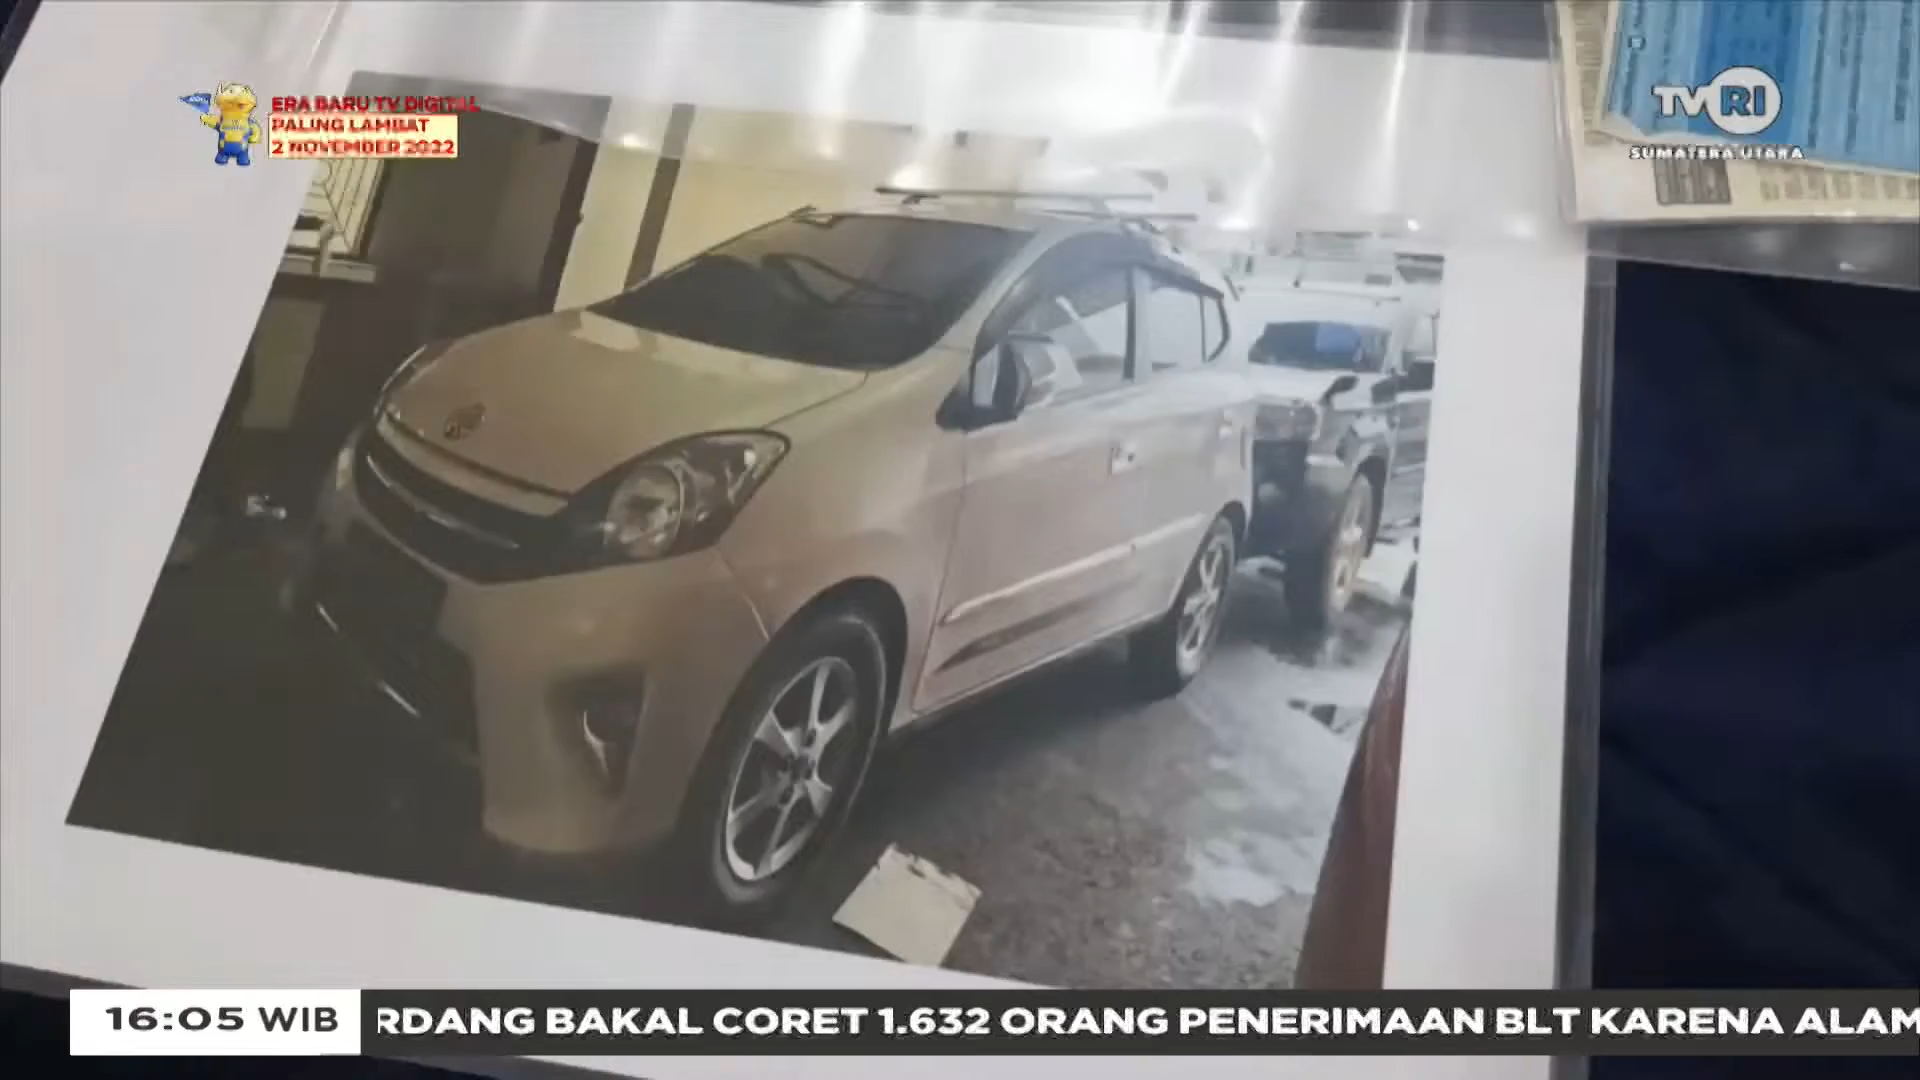 ERA BARU TV DIGITAL
PALING LAMBAT
2 NOVEMBER 2022
TVRI
SUMATERA UTARA
16:05 WIB
RDANG BAKAL CORET 1.632 ORANG PENERIMAAN BLT KARENA ALAM